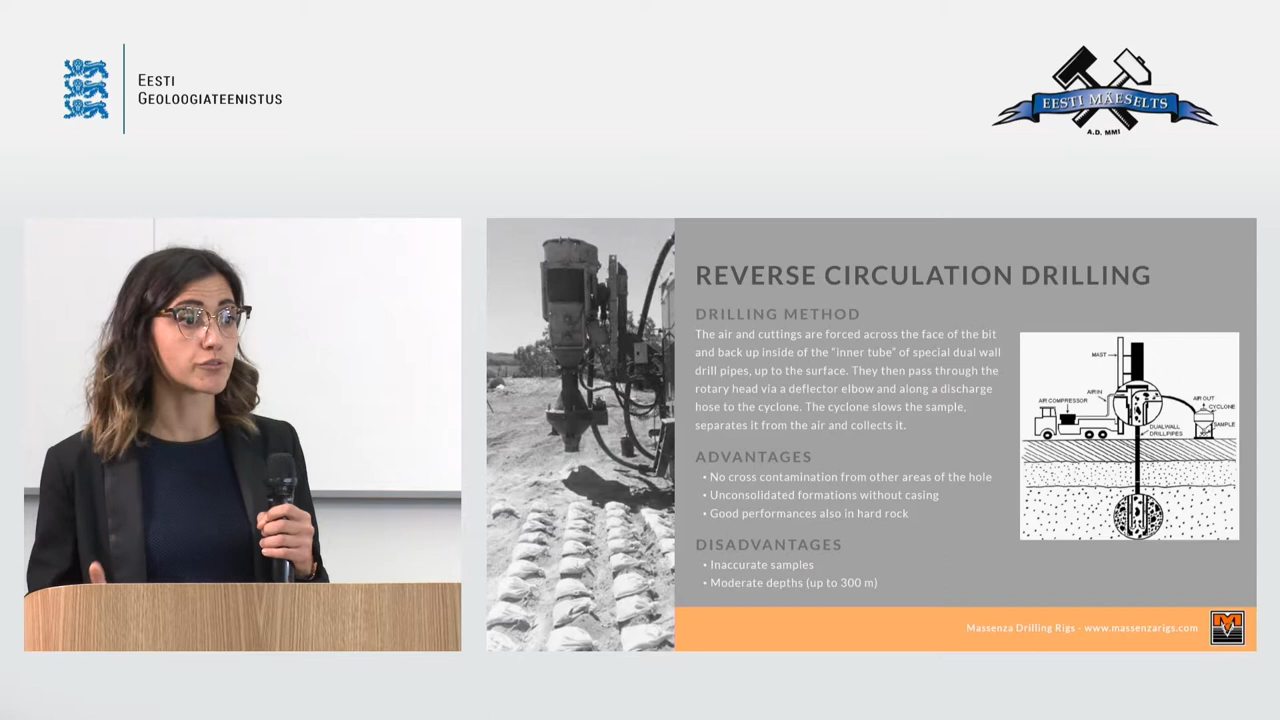 EESTI
GEOLOOGIATEENISTUS
EESTI MÄESELTS
A.D. MMI
REVERSE CIRCULATION DRILLING
DRILLING METHOD
The air and cuttings are forced across the face of the bit
and back up inside of the "inner tube" of special dual wall
drill pipes, up to the surface. They then pass through the
rotary head via a deflector elbow and along a discharge
hose to the cyclone. The cyclone slows the sample,
separates it from the air and collects it.
ADVANTAGES
• No cross contamination from other areas of the hole
• Unconsolidated formations without casing
• Good performances also in hard rock
DISADVANTAGES
• Inaccurate samples
• Moderate depths (up to 300 m)
MAST
AIR IN
AIR COMPRESSOR
AIR OUT
CYCLONE
SAMPLE
DUALWALL
DRILLPIPES
Massenza Drilling Rigs - www.massenzarigs.com